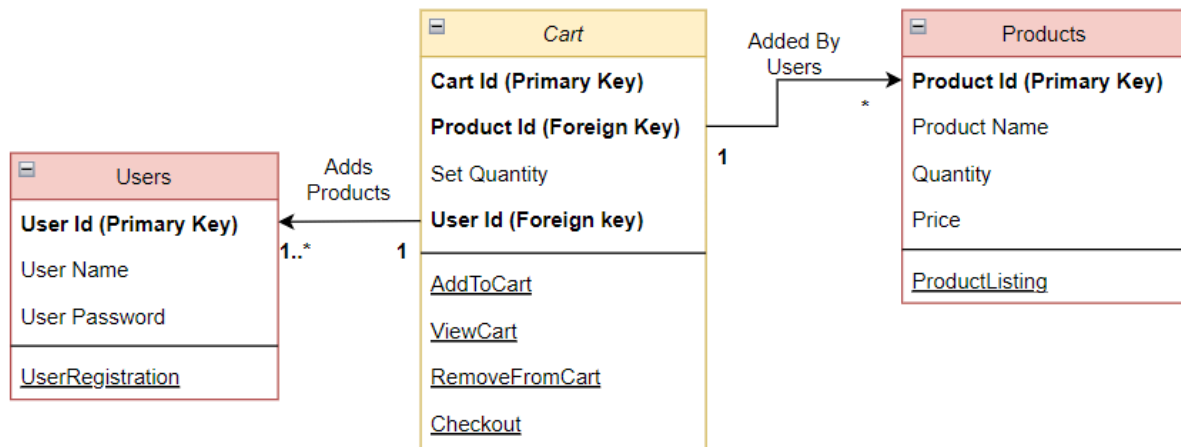 Users
User Id (Primary Key)
User Name
User Password
UserRegistration
Adds
Products
1..*
1
Cart
Cart Id (Primary Key)
Product Id (Foreign Key)
Set Quantity
User Id (Foreign key)
AddToCart
ViewCart
RemoveFromCart
Checkout
Added By
Users
1
*
Products
Product Id (Primary Key)
Product Name
Quantity
Price
ProductListing